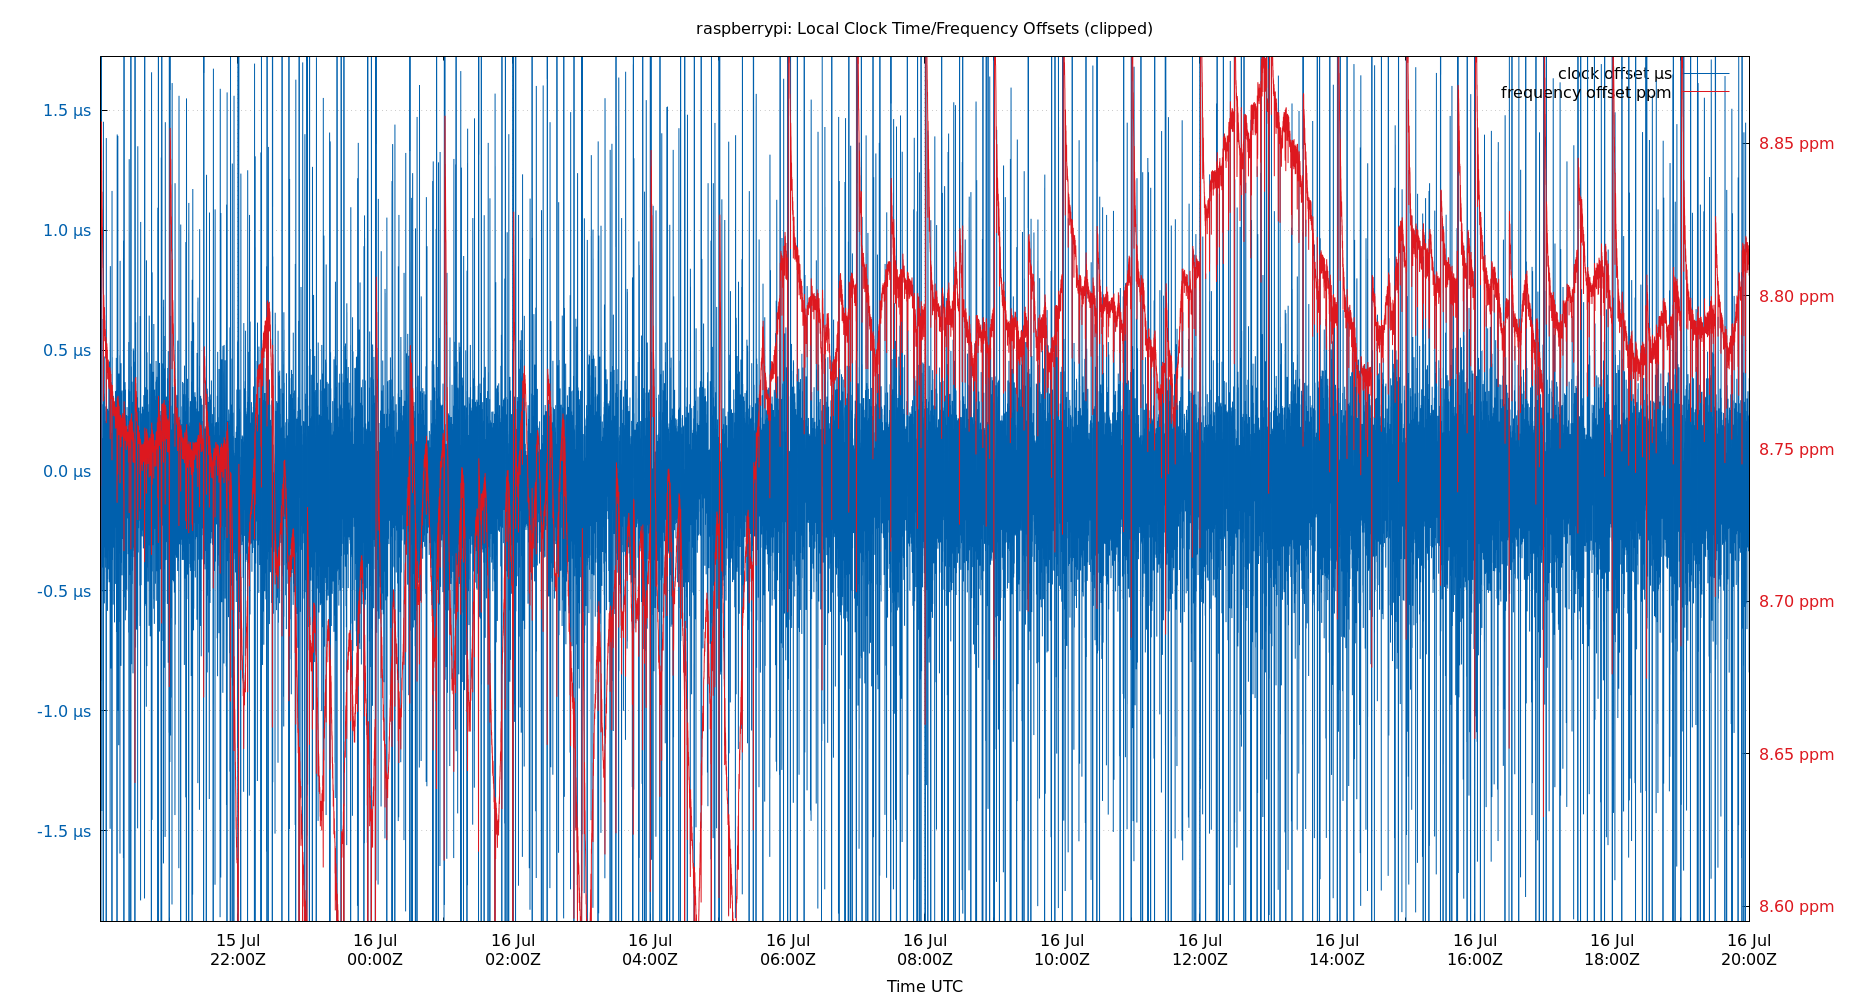 raspberrypi: Local Clock Time/Frequency Offsets (clipped)
clock offset µs
frequency offset ppm
1.5 µs
1.0 µs
0.5 µs
0.0 µs
-0.5 µs
-1.0 µs
-1.5 µs
8.85 ppm
8.80 ppm
8.75 ppm
8.70 ppm
8.65 ppm
8.60 ppm
15 Jul 16 Jul 16 Jul 16 Jul 16 Jul 16 Jul 16 Jul 16 Jul 16 Jul 16 Jul 16 Jul 16 Jul
22:00Z 00:00Z 02:00Z 04:00Z 06:00Z 08:00Z 10:00Z 12:00Z 14:00Z 16:00Z 18:00Z 20:00Z
Time UTC